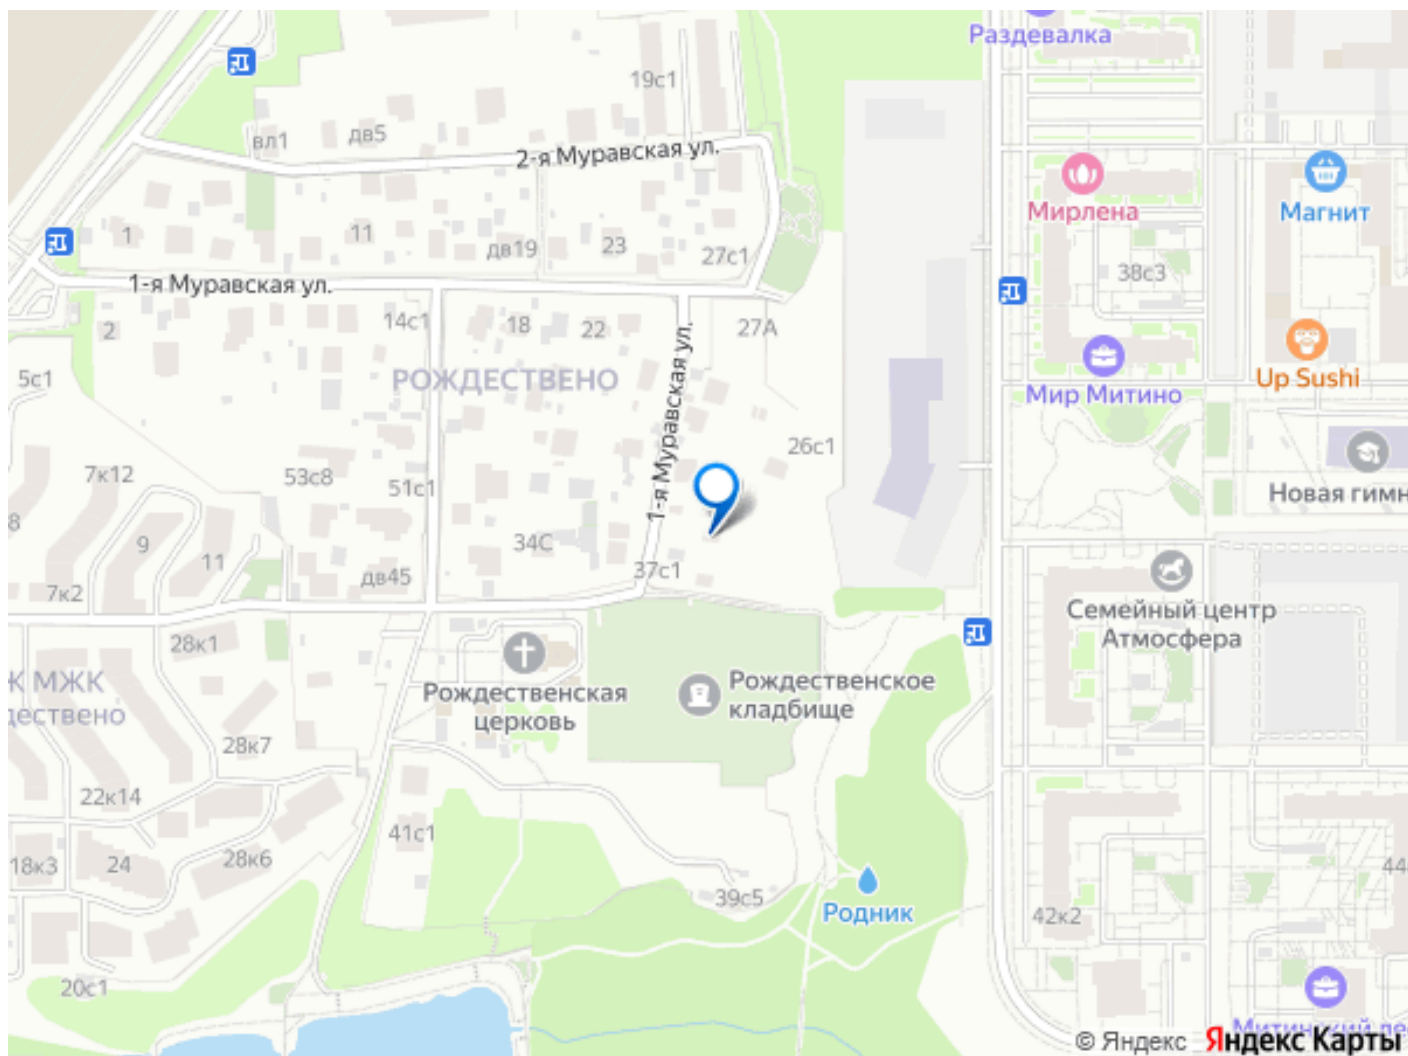 Раздевалка
19с1
дв5
вл1
2-я Муравская ул.
Мирлена
Магнит
1
11
дв19
23
27с1
38с3
1-я Муравская ул.
2
14с1
18
22
27А
5с1
РОЖДЕСТВЕНО
1-я Муравская ул.
Мир Митино
Up Sushi
26с1
7к12
53с8
51с1
Новая гимн
8
9
11
34С
37с1
7к2
дв45
Семейный центр
Атмосфера
28к1
К МЖК
дествено
Рождественская
церковь
Рождественское
кладбище
28к7
22к14
41с1
18к3
24
28к6
39с5
Родник
42к2
44
20с1
Митинский ле
© Яндекс
Яндекс Карты